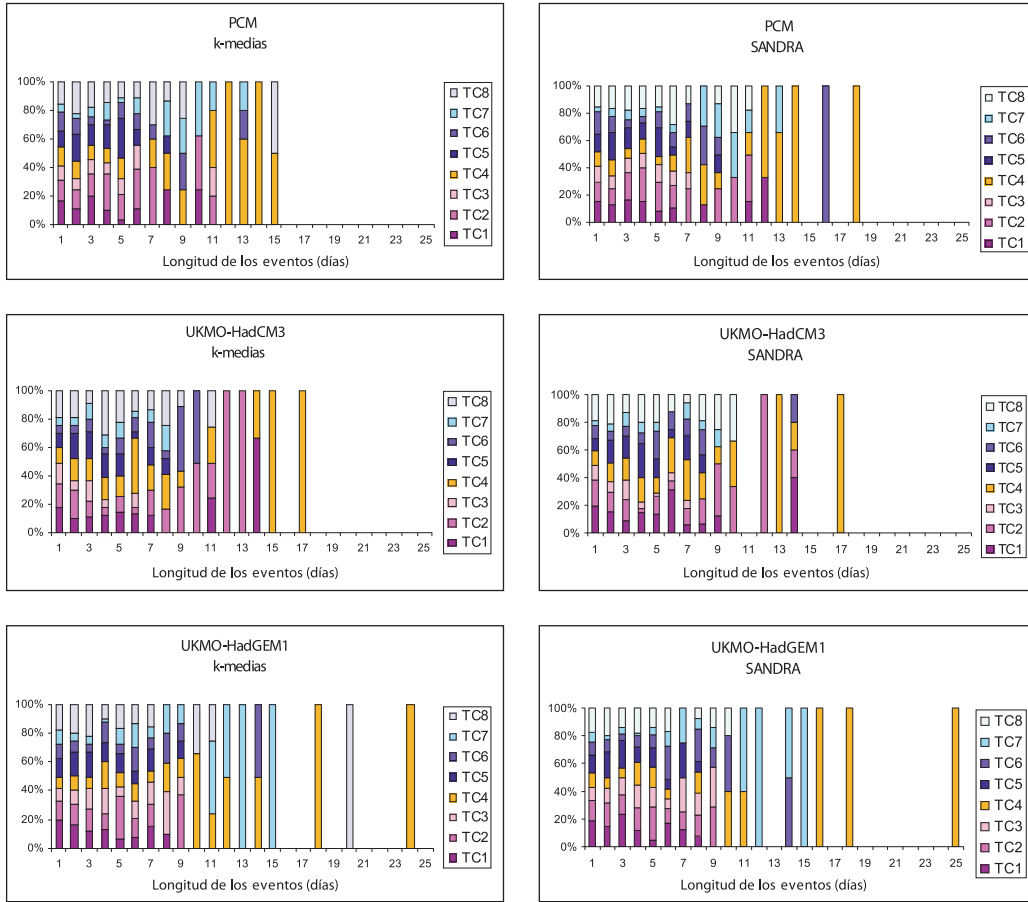 PCM
k-medias
100%
80%
60%
40%
20%
0%
1 3 5 7 9 11 13 15 17 19 21 23 25
Longitud de los eventos (días)
TC8
TC7
TC6
TC5
TC4
TC3
TC2
TC1
PCM
SANDRA
100%
80%
60%
40%
20%
0%
1 3 5 7 9 11 13 15 17 19 21 23 25
Longitud de los eventos (días)
TC8
TC7
TC6
TC5
TC4
TC3
TC2
TC1
UKMO-HadCM3
k-medias
100%
80%
60%
40%
20%
0%
1 3 5 7 9 11 13 15 17 19 21 23 25
Longitud de los eventos (días)
TC8
TC7
TC6
TC5
TC4
TC3
TC2
TC1
UKMO-HadCM3
SANDRA
100%
80%
60%
40%
20%
0%
1 3 5 7 9 11 13 15 17 19 21 23 25
Longitud de los eventos (días)
TC8
TC7
TC6
TC5
TC4
TC3
TC2
TC1
UKMO-HadGEM1
k-medias
100%
80%
60%
40%
20%
0%
1 3 5 7 9 11 13 15 17 19 21 23 25
Longitud de los eventos (días)
TC8
TC7
TC6
TC5
TC4
TC3
TC2
TC1
UKMO-HadGEM1
SANDRA
100%
80%
60%
40%
20%
0%
1 3 5 7 9 11 13 15 17 19 21 23 25
Longitud de los eventos (días)
TC8
TC7
TC6
TC5
TC4
TC3
TC2
TC1